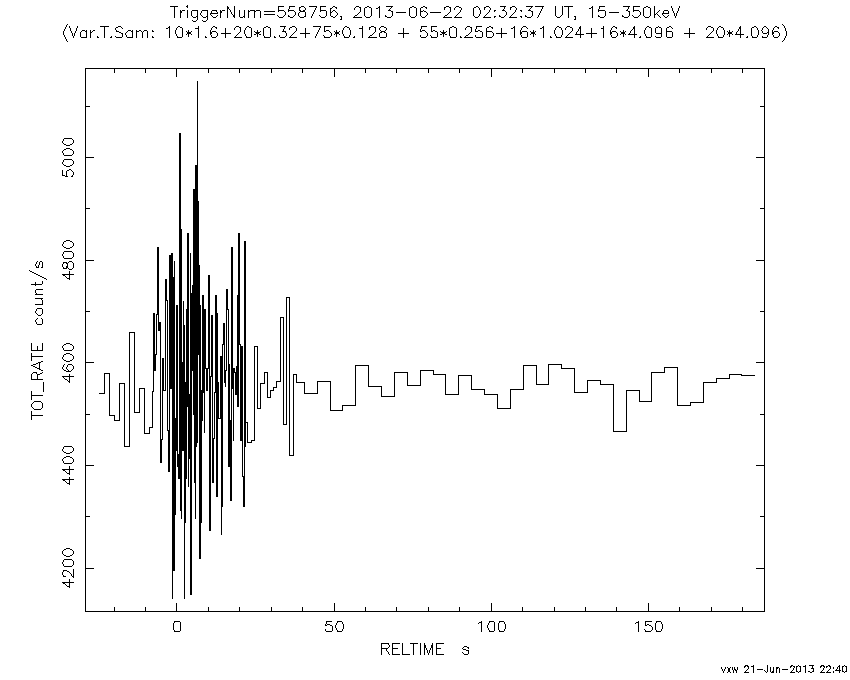 TriggerNum=558756, 2013-06-22 02:32:37 UT, 15-350keV
(Var.T.Sam: 10*1.6+20*0.32+75*0.128 + 55*0.256+16*1.024+16*4.096 + 20*4.096)
TOT_RATE count/s
5000
4800
4600
4400
4200
0 50 100 150
RELTIME s
vxw 21-Jun-2013 22:40